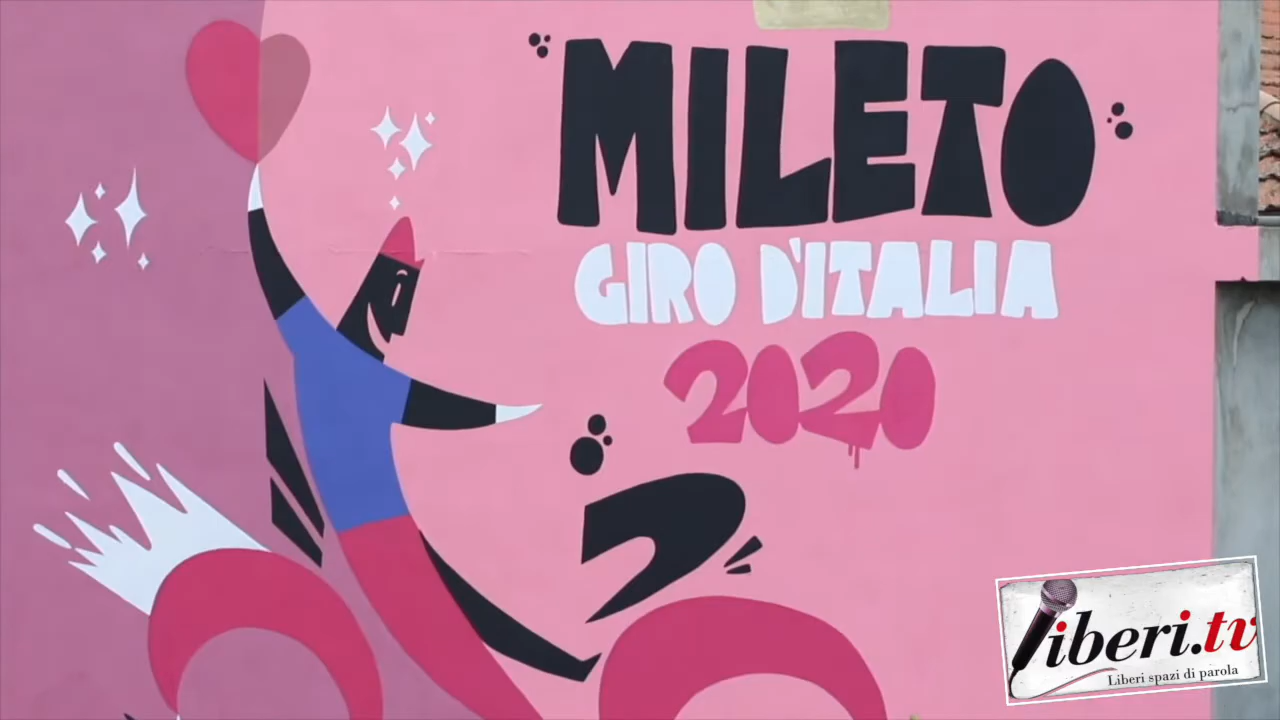 MILETO
GIRO D'ITALIA
2020
liberi.tv
Liberi spazi di parola